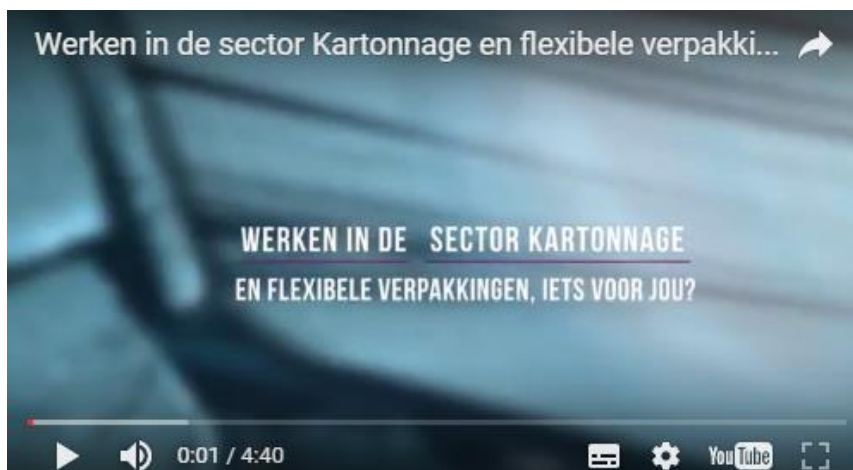 Werken in de sector Kartonnage en flexibele verpakki...
WERKEN IN DE SECTOR KARTONNAGE
EN FLEXIBELE VERPAKKINGEN, IETS VOOR JOU?
0:01 / 4:40
YouTube